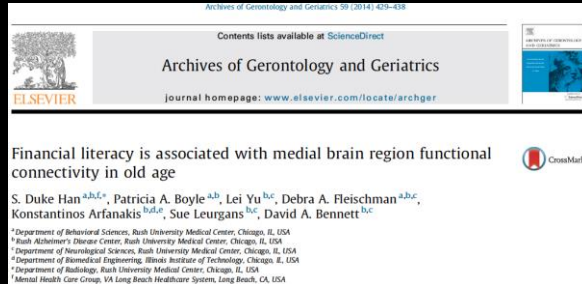 Archives of Gerontology and Geriatrics 59 (2014) 429–438
Contents lists available at ScienceDirect
Archives of Gerontology and Geriatrics
journal homepage: www.elsevier.com/locate/archger
ELSEVIER
Financial literacy is associated with medial brain region functional
connectivity in old age
CrossMark
S. Duke Han a,b,f,*, Patricia A. Boyle a,b, Lei Yu b,c, Debra A. Fleischman a,b,c,
Konstantinos Arfanakis b,d,e, Sue Leurgans b,c, David A. Bennett b,c
a Department of Behavioral Sciences, Rush University Medical Center, Chicago, IL, USA
b Rush Alzheimer's Disease Center, Rush University Medical Center, Chicago, IL, USA
c Department of Neurological Sciences, Rush University Medical Center, Chicago, IL, USA
d Department of Biomedical Engineering, Illinois Institute of Technology, Chicago, IL, USA
e Department of Radiology, Rush University Medical Center, Chicago, IL, USA
f Mental Health Care Group, VA Long Beach Healthcare System, Long Beach, CA, USA